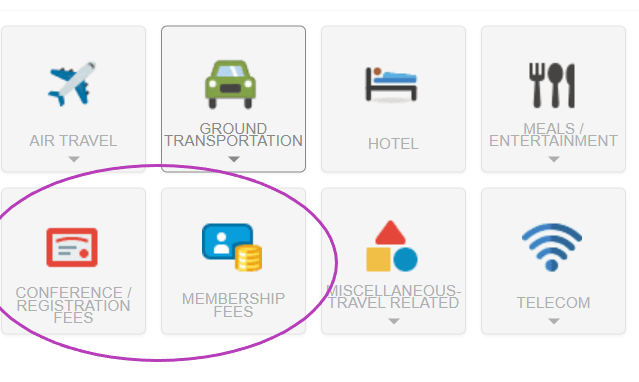 AIR TRAVEL
GROUND
TRANSPORTATION
HOTEL
MEALS /
ENTERTAINMENT
CONFERENCE /
REGISTRATION
FEES
MEMBERSHIP
FEES
MISCELLANEOUS-
TRAVEL RELATED
TELECOM